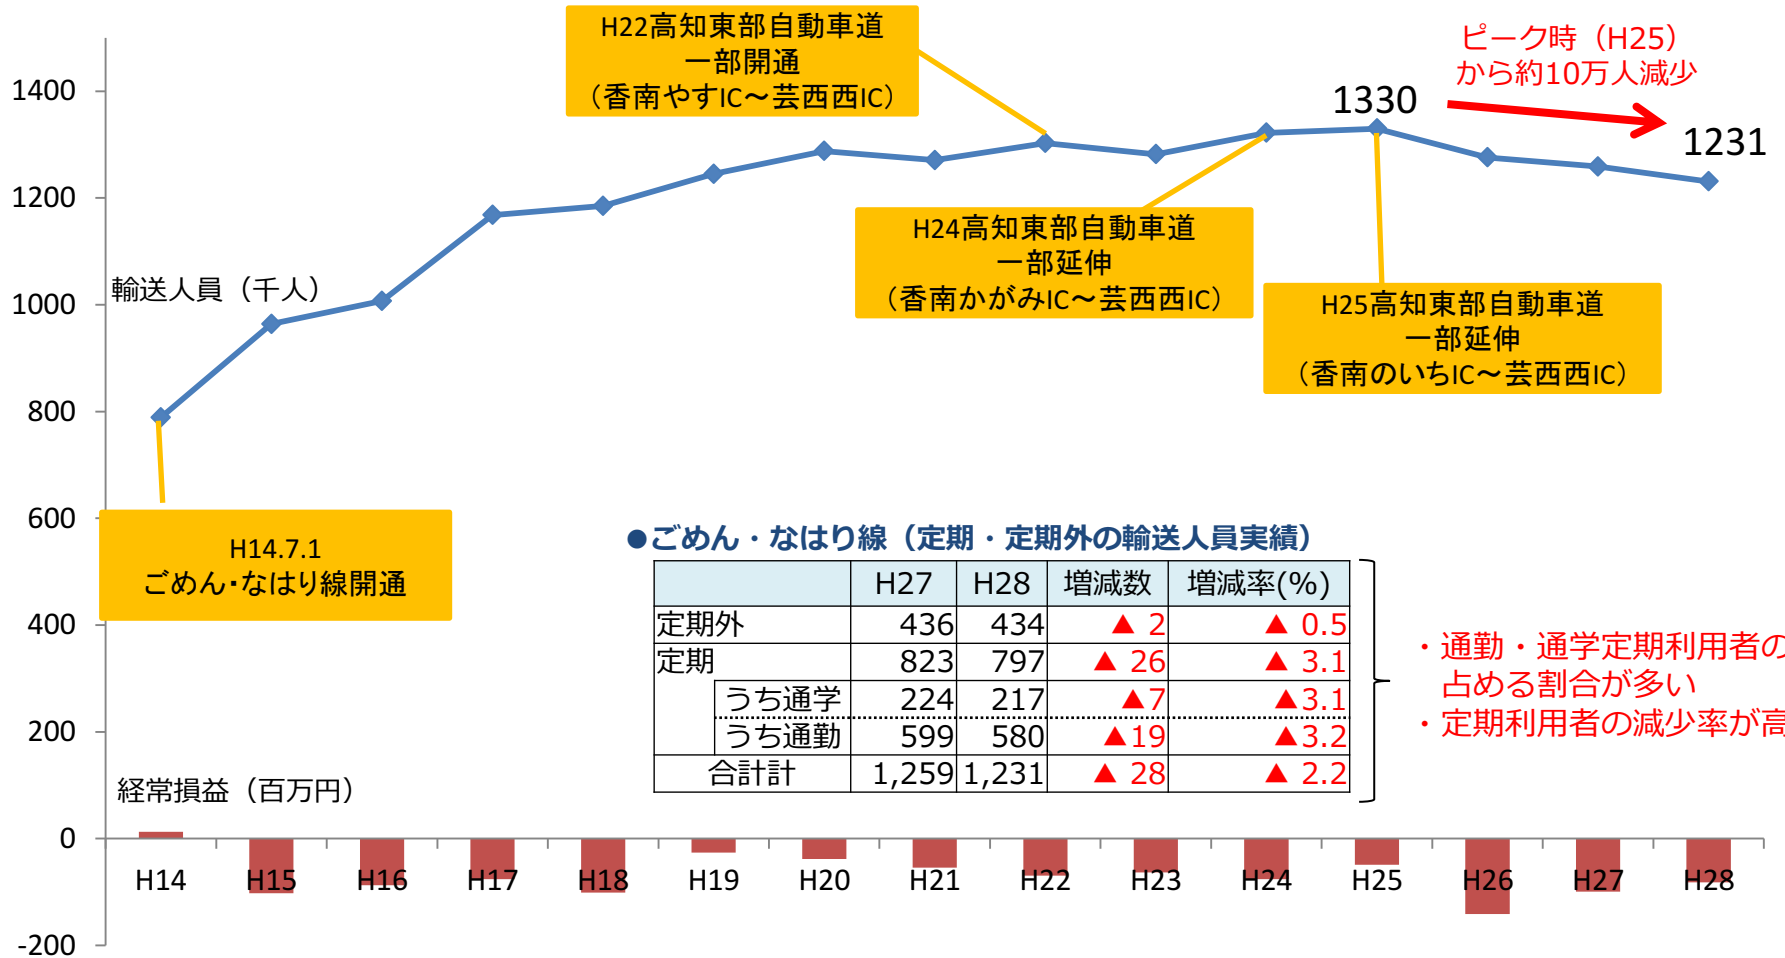 H22高知東部自動車道
一部開通
（香南やすIC～芸西西IC）
ピーク時（H25）
から約10万人減少
1400
1330
1231
1200
H24高知東部自動車道
一部延伸
（香南かがみIC～芸西西IC）
輸送人員（千人）
1000
H25高知東部自動車道
一部延伸
（香南のいちIC～芸西西IC）
800
600
H14.7.1
ごめん・なはり線開通
●ごめん・なはり線（定期・定期外の輸送人員実績）
H27 H28 増減数 増減率(%)
定期外 436 434 ▲ 2 ▲ 0.5
定期 823 797 ▲ 26 ▲ 3.1
うち通学 224 217 ▲7 ▲3.1
うち通勤 599 580 ▲19 ▲3.2
合計計 1,259 1,231 ▲ 28 ▲ 2.2
・通勤・通学定期利用者の
占める割合が多い
・定期利用者の減少率が高
400
200
経常損益（百万円）
0
H14 H15 H16 H17 H18 H19 H20 H21 H22 H23 H24 H25 H26 H27 H28
-200